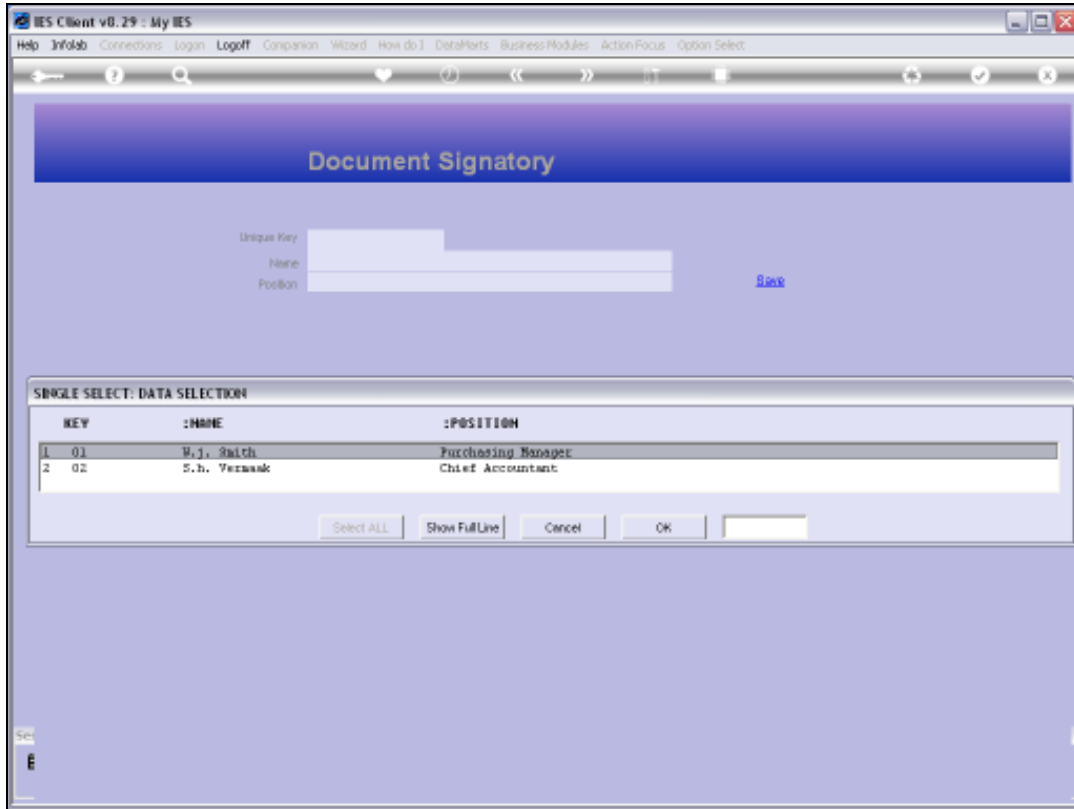 IES Client v8.29 : My IES
Help Infolab Connections Logon Logoff Companion Wizard How do I DataMarts Business Modules Action Focus Option Select
Document Signatory
Unique Key
Name
Position
Save
SINGLE SELECT: DATA SELECTION
KEY :NAME :POSITION
1 01 W.j. Smith Purchasing Manager
2 02 S.h. Vermaak Chief Accountant
Select ALL Show Full Line Cancel OK